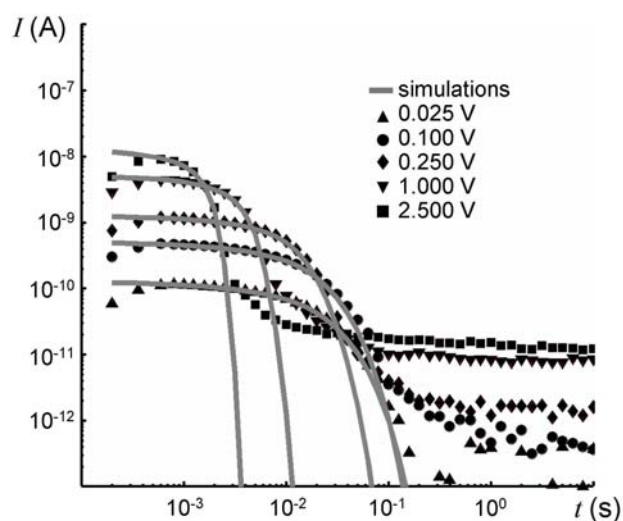 I (A)
10⁻⁷
10⁻⁸
10⁻⁹
10⁻¹⁰
10⁻¹¹
10⁻¹²
simulations
0.025 V
0.100 V
0.250 V
1.000 V
2.500 V
10⁻³
10⁻²
10⁻¹
10⁰
t (s)